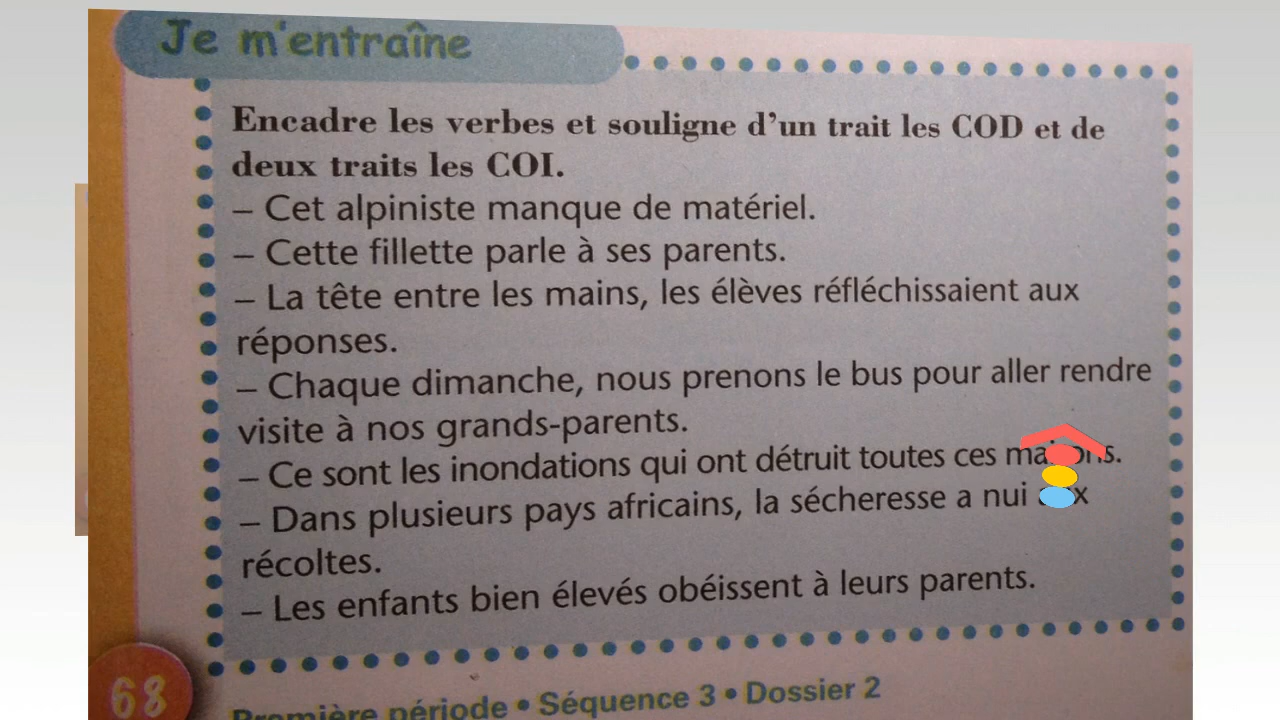 Je m'entraîne
Encadre les verbes et souligne d'un trait les COD et de
deux traits les COI.
– Cet alpiniste manque de matériel.
– Cette fillette parle à ses parents.
– La tête entre les mains, les élèves réfléchissaient aux
réponses.
– Chaque dimanche, nous prenons le bus pour aller rendre
visite à nos grands-parents.
– Ce sont les inondations qui ont détruit toutes ces
– Dans plusieurs pays africains, la sécheresse a nui
récoltes.
– Les enfants bien élevés obéissent à leurs parents.
68
Première période • Séquence 3 • Dossier 2